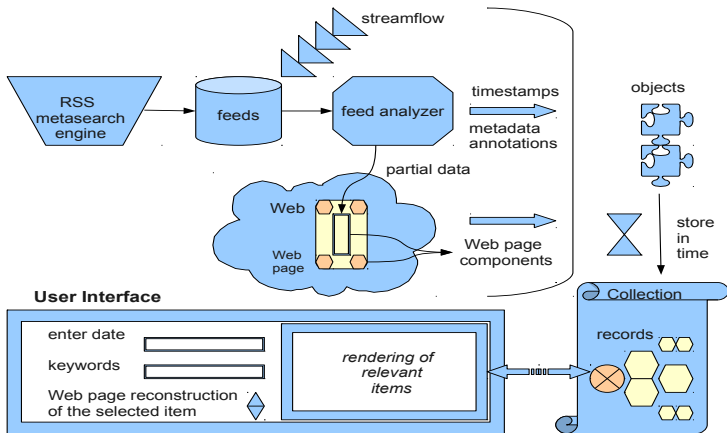 streamflow
RSS
metasearch
engine
feeds
feed analyzer
timestamps
metadata
annotations
objects
partial data
Web
Web
page
Web page
components
store
in
time
User Interface
Collection
enter date
keywords
Web page reconstruction
of the selected item
rendering of
relevant
items
records